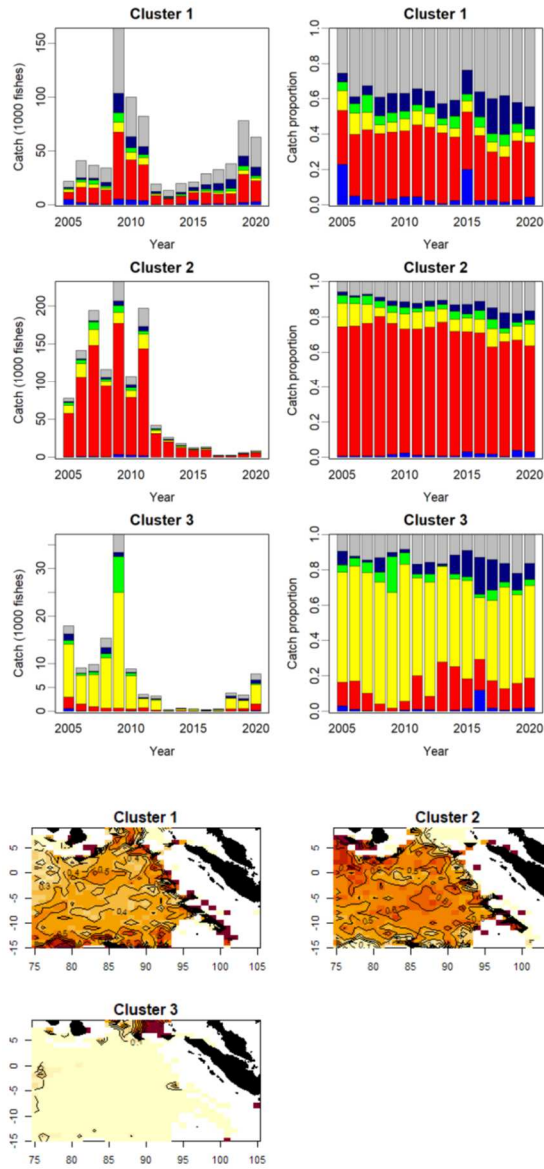 Cluster 1
Cluster 1
Catch (1000 fishes)
0 50 100 150
2005 2010 2015 2020
Year
Catch proportion
0.0 0.2 0.4 0.6 0.8 1.0
2005 2010 2015 2020
Year
Cluster 2
Cluster 2
Catch (1000 fishes)
0 50 100 150 200
2005 2010 2015 2020
Year
Catch proportion
0.0 0.2 0.4 0.6 0.8 1.0
2005 2010 2015 2020
Year
Cluster 3
Cluster 3
Catch (1000 fishes)
0 5 10 20 30
2005 2010 2015 2020
Year
Catch proportion
0.0 0.2 0.4 0.6 0.8 1.0
2005 2010 2015 2020
Year
Cluster 1
Cluster 2
-15 -10 -5 0 5
75 80 85 90 95 100 105
-15 -10 -5 0 5
75 80 85 90 95 100
Cluster 3
-15 -10 -5 0 5
75 80 85 90 95 100 105